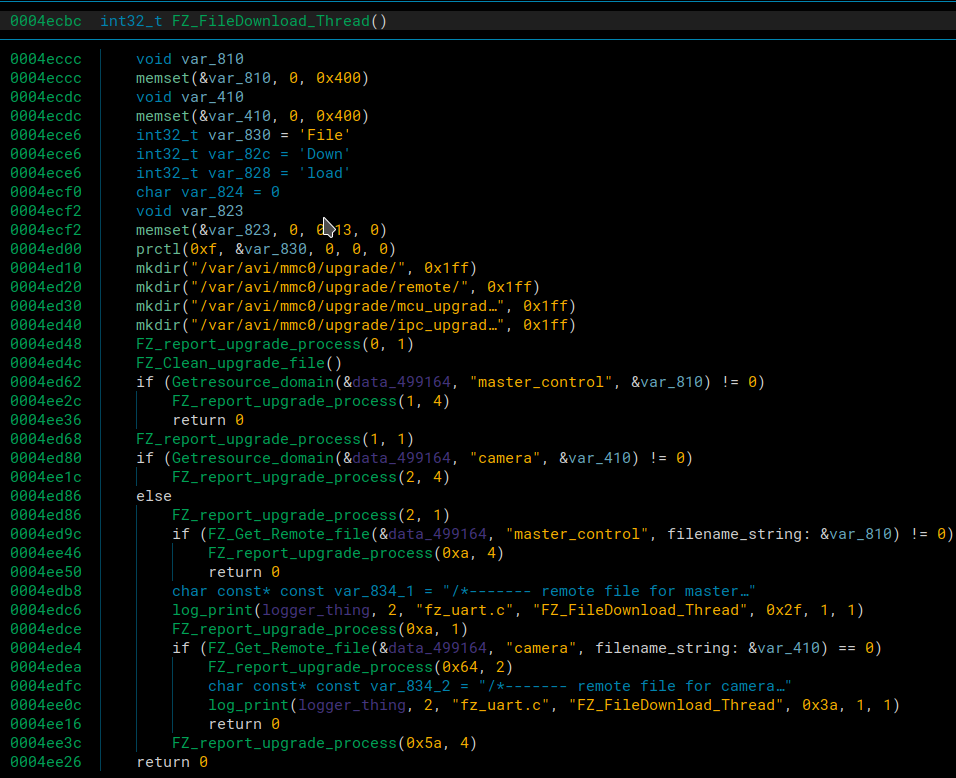 0004ecbc  int32_t FZ_FileDownload_Thread()
0004eccc      void var_810
0004eccc      memset(&var_810, 0, 0x400)
0004ecdc      void var_410
0004ecdc      memset(&var_410, 0, 0x400)
0004ece6      int32_t var_830 = 'File'
0004ece6      int32_t var_82c = 'Down'
0004ece6      int32_t var_828 = 'load'
0004ecf0      char var_824 = 0
0004ecf2      void var_823
0004ecf2      memset(&var_823, 0, 0x13, 0)
0004ed00      prctl(0xf, &var_830, 0, 0, 0)
0004ed10      mkdir("/var/avi/mmc0/upgrade/", 0x1ff)
0004ed20      mkdir("/var/avi/mmc0/upgrade/remote/", 0x1ff)
0004ed30      mkdir("/var/avi/mmc0/upgrade/mcu_upgrad…", 0x1ff)
0004ed40      mkdir("/var/avi/mmc0/upgrade/ipc_upgrad…", 0x1ff)
0004ed48      FZ_report_upgrade_process(0, 1)
0004ed4c      FZ_Clean_upgrade_file()
0004ed62      if (Getresource_domain(&data_499164, "master_control", &var_810) != 0)
0004ee2c          FZ_report_upgrade_process(1, 4)
0004ee36          return 0
0004ed68      FZ_report_upgrade_process(1, 1)
0004ed80      if (Getresource_domain(&data_499164, "camera", &var_410) != 0)
0004ee1c          FZ_report_upgrade_process(2, 4)
0004ed86      else
0004ed86          FZ_report_upgrade_process(2, 1)
0004ed9c          if (FZ_Get_Remote_file(&data_499164, "master_control", filename_string: &var_810) != 0)
0004ee46              FZ_report_upgrade_process(0xa, 4)
0004ee50              return 0
0004edb8          char const* const var_834_1 = "/*------- remote file for master…"
0004edc6          log_print(logger_thing, 2, "fz_uart.c", "FZ_FileDownload_Thread", 0x2f, 1, 1)
0004edce          FZ_report_upgrade_process(0xa, 1)
0004ede4          if (FZ_Get_Remote_file(&data_499164, "camera", filename_string: &var_410) == 0)
0004edea              FZ_report_upgrade_process(0x64, 2)
0004edfc              char const* const var_834_2 = "/*------- remote file for camera…"
0004ee0c              log_print(logger_thing, 2, "fz_uart.c", "FZ_FileDownload_Thread", 0x3a, 1, 1)
0004ee16              return 0
0004ee3c          FZ_report_upgrade_process(0x5a, 4)
0004ee26      return 0